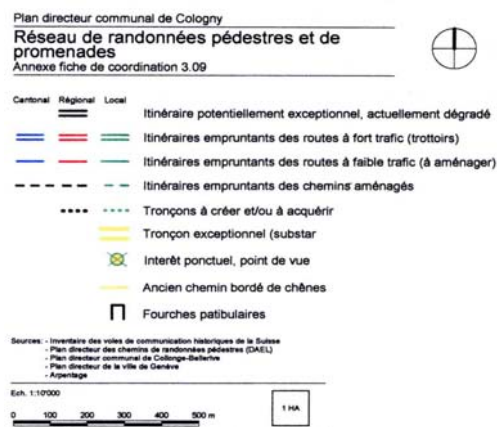 Plan directeur communal de Cologny
Réseau de randonnées pédestres et de
promenades
Annexe fiche de coordination 3.09
Cantonal Régional Local
Itinéraire potentiellement exceptionnel, actuellement dégradé
Itinéraires empruntants des routes à fort trafic (trottoirs)
Itinéraires empruntants des routes à faible trafic (à aménager)
Itinéraires empruntants des chemins aménagés
Tronçons à créer et/ou à acquérir
Tronçon exceptionnel (substar
Interêt ponctuel, point de vue
Ancien chemin bordé de chênes
Fourches patibulaires
Sources: - Inventaire des voies de communication historiques de la Suisse
- Plan directeur des chemins de randonnées pédestres (DAEL)
- Plan directeur communal de Collonge-Bellerive
- Plan directeur de la ville de Genève
- Arpentage
Ech. 1:10'000
1 HA
0 100 200 300 400 500 m